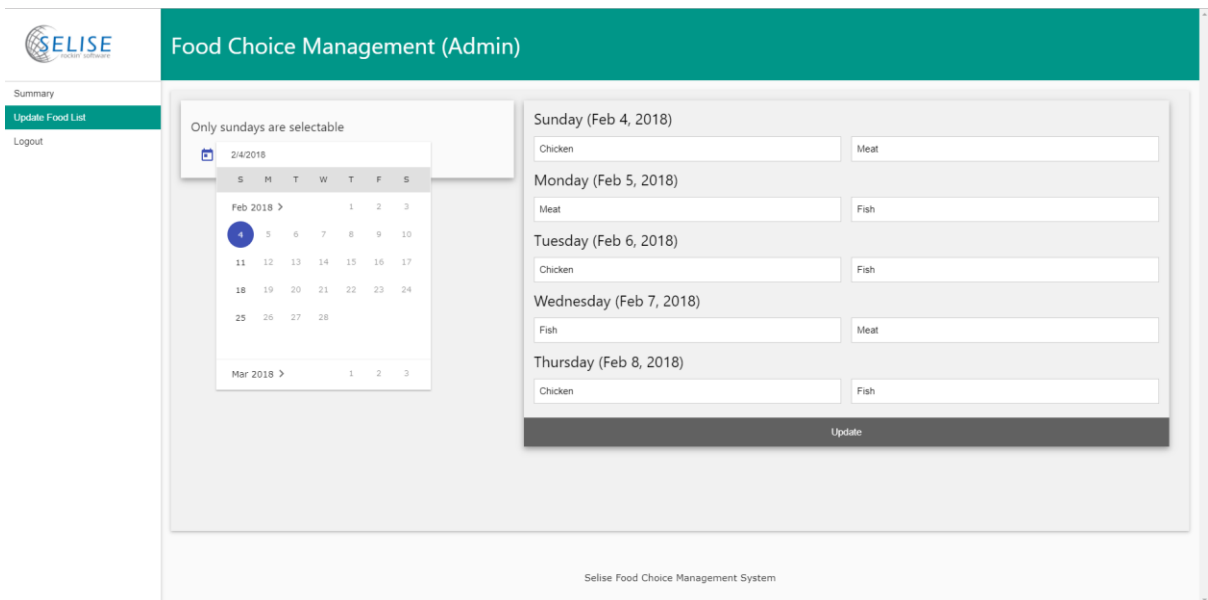 SELISE
rockin' software
Food Choice Management (Admin)
Summary
Update Food List
Logout
Only sundays are selectable
2/4/2018
S M T W T F S
Feb 2018 > 1 2 3
4 5 6 7 8 9 10
11 12 13 14 15 16 17
18 19 20 21 22 23 24
25 26 27 28
Mar 2018 > 1 2 3
Sunday (Feb 4, 2018)
Chicken Meat
Monday (Feb 5, 2018)
Meat Fish
Tuesday (Feb 6, 2018)
Chicken Fish
Wednesday (Feb 7, 2018)
Fish Meat
Thursday (Feb 8, 2018)
Chicken Fish
Update
Selise Food Choice Management System